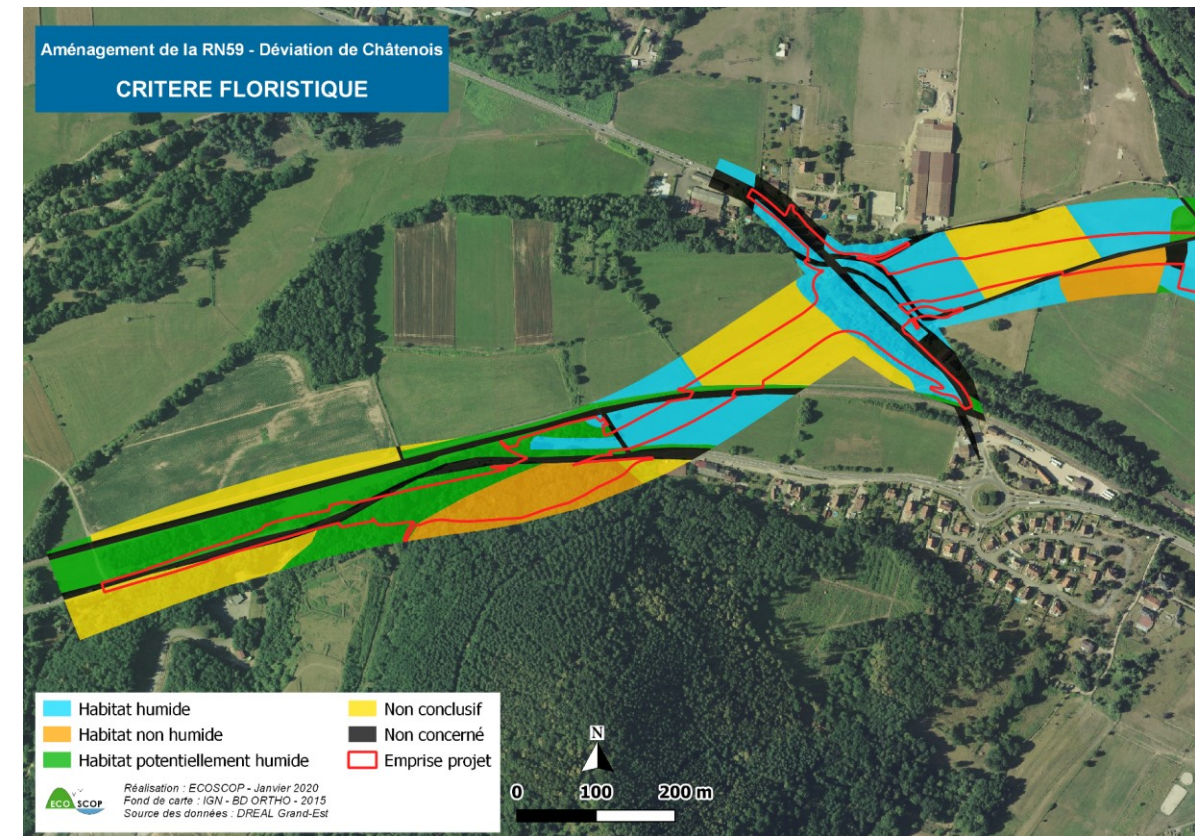 Aménagement de la RN59 - Déviation de Châtenois
CRITERE FLORISTIQUE
Habitat humide
Habitat non humide
Habitat potentiellement humide
Non conclusif
Non concerné
Emprise projet
ECO SCOP
Réalisation : ECOSCOP - Janvier 2020
Fond de carte : IGN - BD ORTHO - 2015
Source des données : DREAL Grand-Est
N
0 100 200 m